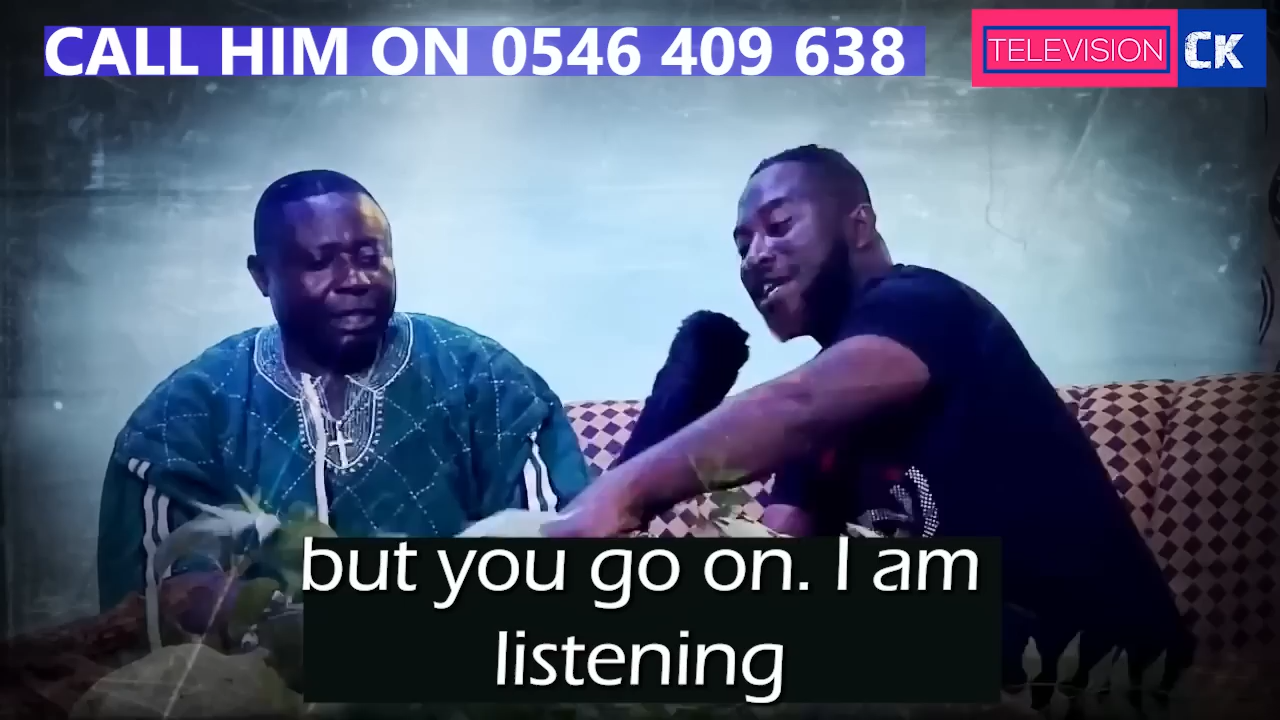 CALL HIM ON 0546 409 638
TELEVISION CK
but you go on. I am
listening